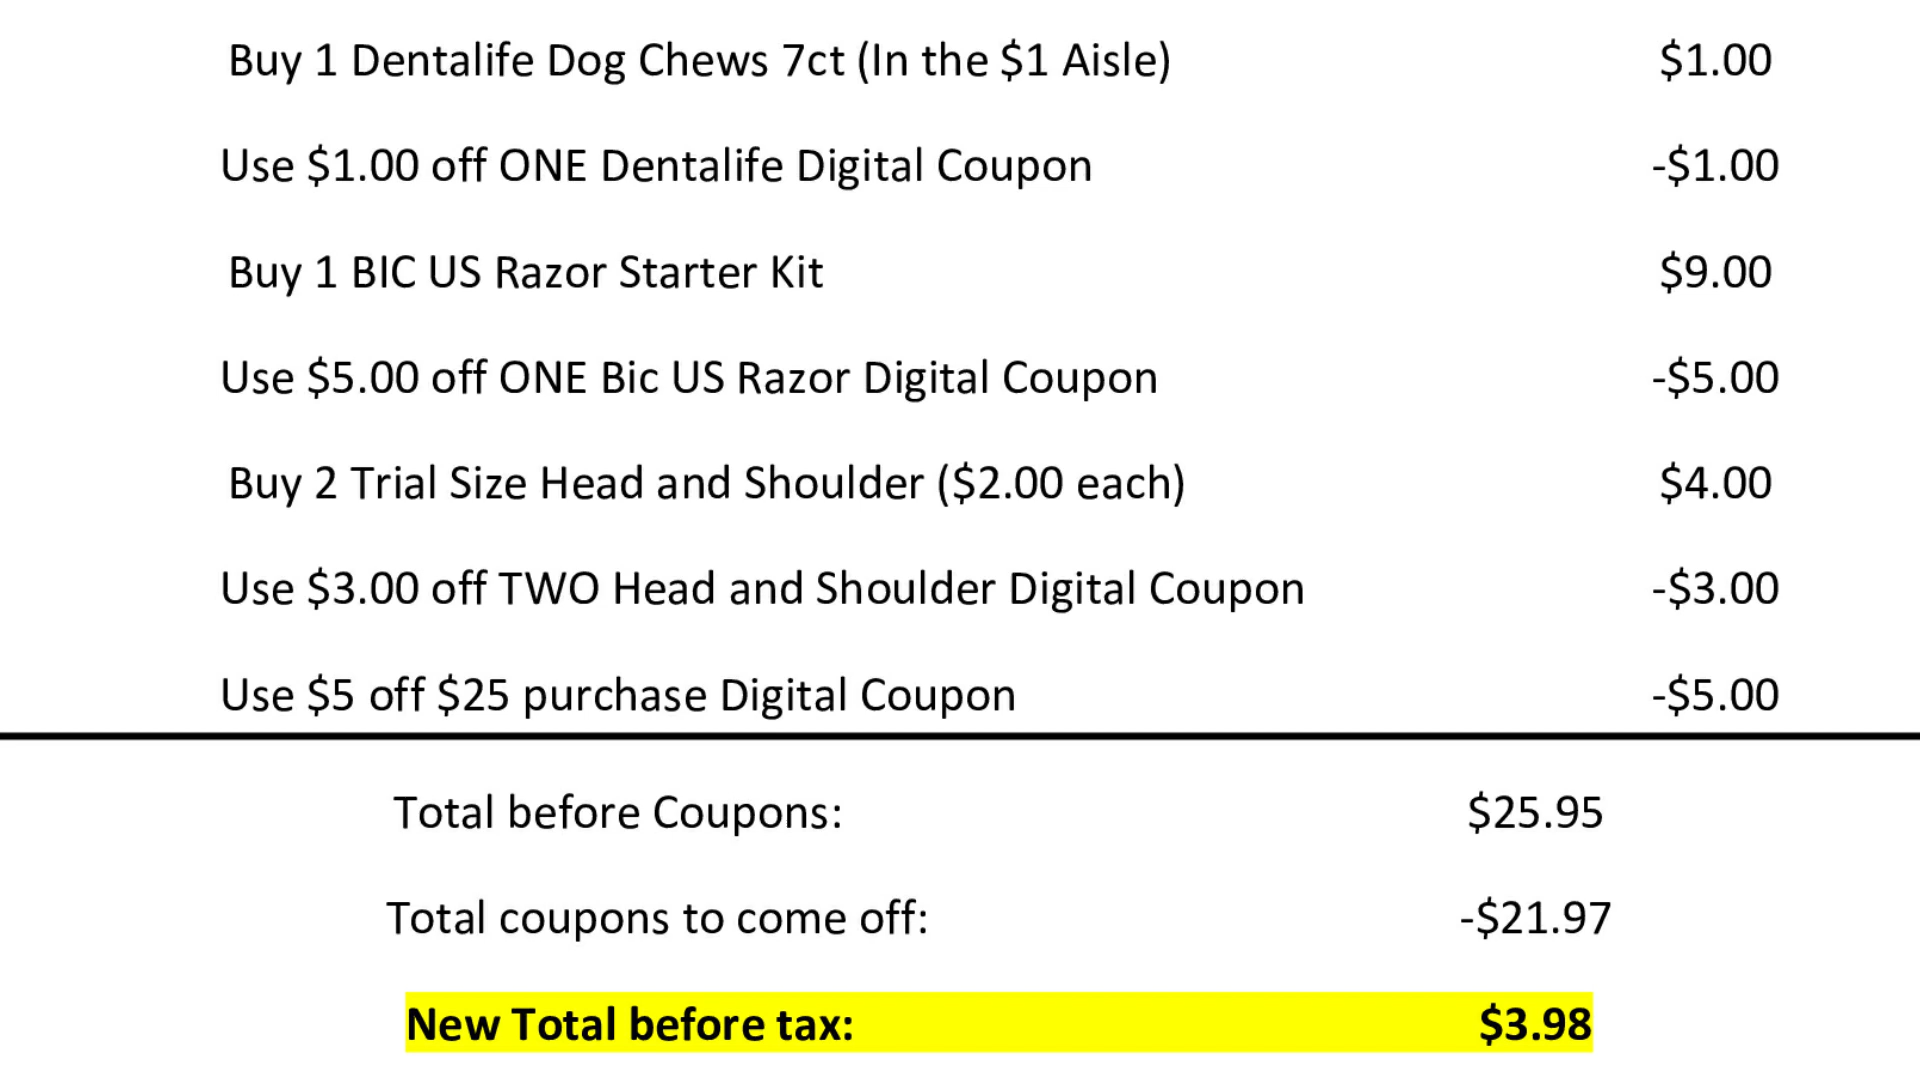 Buy 1 Dentalife Dog Chews 7ct (In the $1 Aisle) $1.00
Use $1.00 off ONE Dentalife Digital Coupon -$1.00
Buy 1 BIC US Razor Starter Kit $9.00
Use $5.00 off ONE Bic US Razor Digital Coupon -$5.00
Buy 2 Trial Size Head and Shoulder ($2.00 each) $4.00
Use $3.00 off TWO Head and Shoulder Digital Coupon -$3.00
Use $5 off $25 purchase Digital Coupon -$5.00
Total before Coupons: $25.95
Total coupons to come off: -$21.97
New Total before tax: $3.98